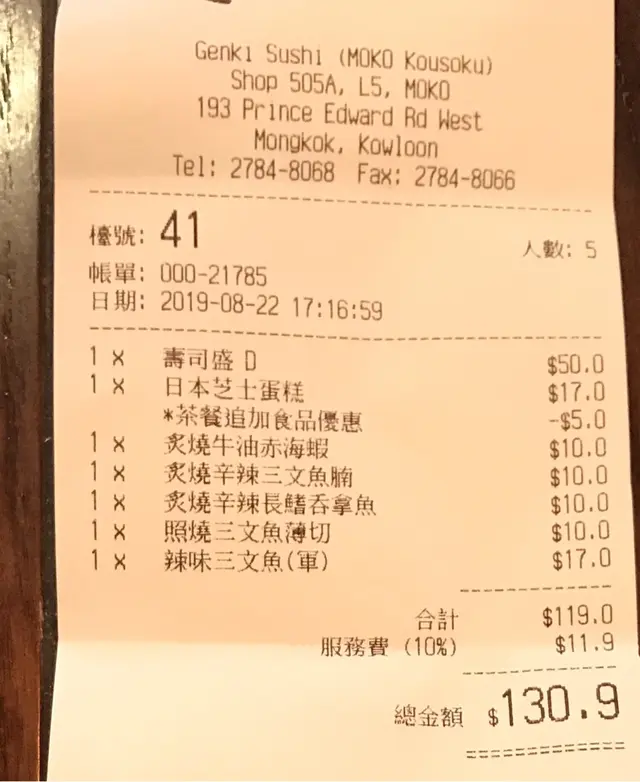 Genki Sushi (MOKO Kousoku)
Shop 505A, L5, MOKO
193 Prince Edward Rd West
Mongkok, Kowloon
Tel: 2784-8068 Fax: 2784-8066
檯號: 41 人數: 5
帳單: 000-21785
日期: 2019-08-22 17:16:59
1 x 壽司盛 D $50.0
1 x 日本芝士蛋糕 $17.0
*茶餐追加食品優惠 -$5.0
1 x 炙燒牛油赤海蝦 $10.0
1 x 炙燒辛辣三文魚腩 $10.0
1 x 炙燒辛辣長鰭吞拿魚 $10.0
1 x 照燒三文魚薄切 $10.0
1 x 辣味三文魚(軍) $17.0
合計 $119.0
服務費 (10%) $11.9
總金額 $130.9